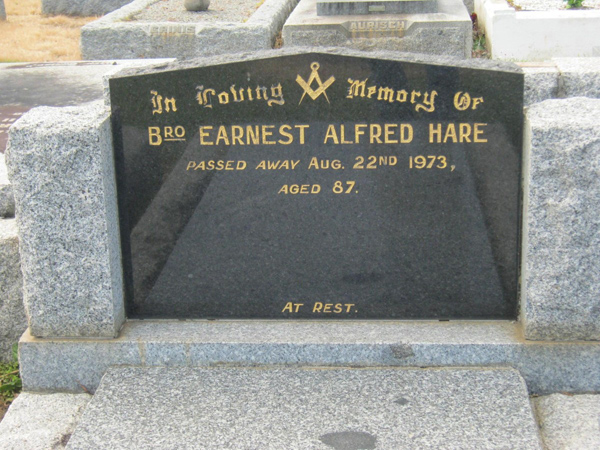 In Loving Memory Of
BRO EARNEST ALFRED HARE
PASSED AWAY AUG. 22ND 1973,
AGED 87.
AT REST.